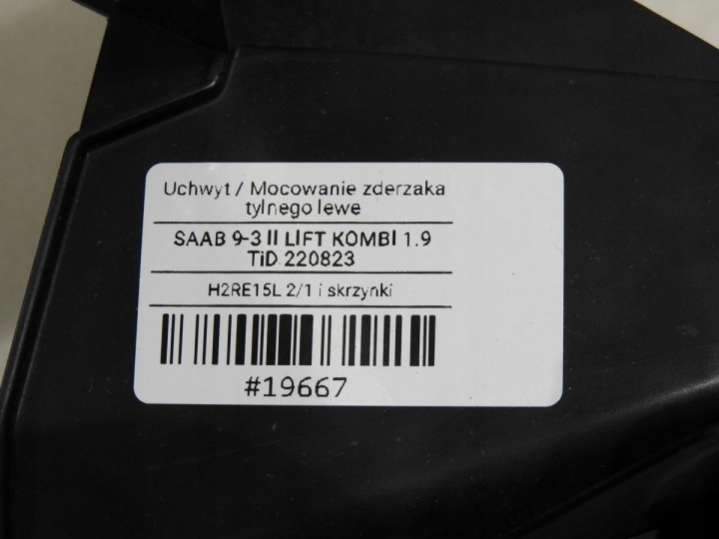 Uchwyt / Mocowanie zderzaka
tylnego lewe
SAAB 9-3 II LIFT KOMBI 1.9
TiD 220823
H2RE15L 2/1 i skrzynki
#19667